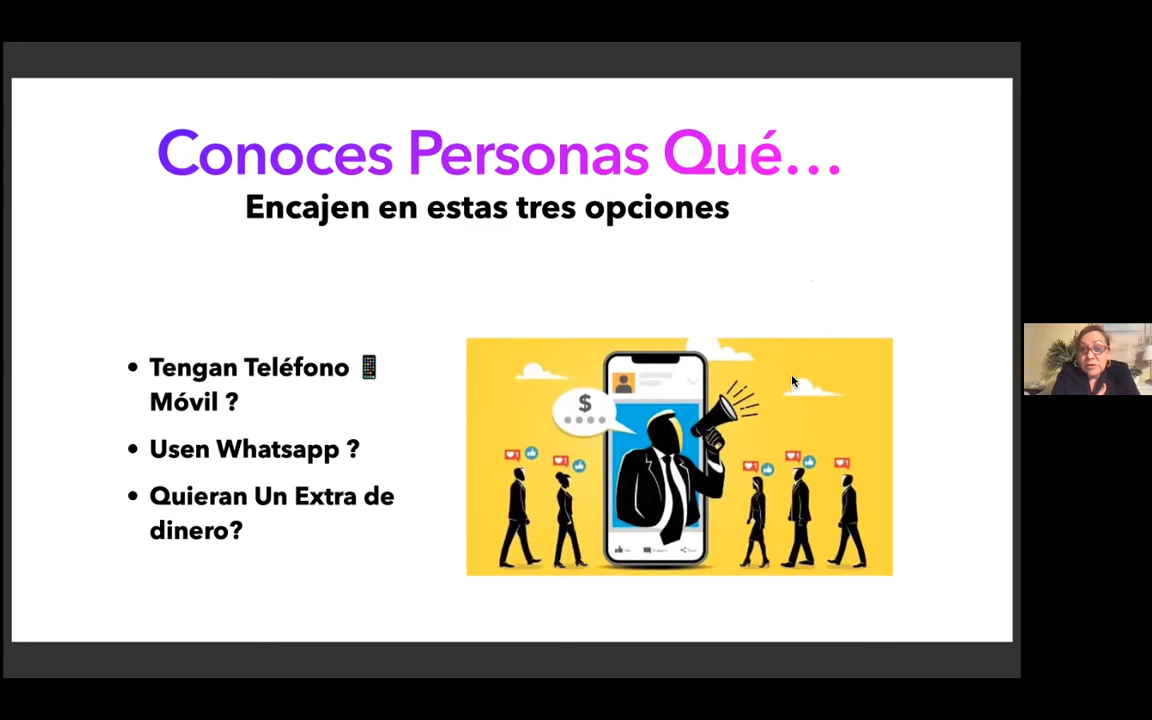 Conoces Personas Qué...
Encajen en estas tres opciones
• Tengan Teléfono 📱
Móvil ?
• Usen Whatsapp ?
• Quieran Un Extra de
dinero?
$